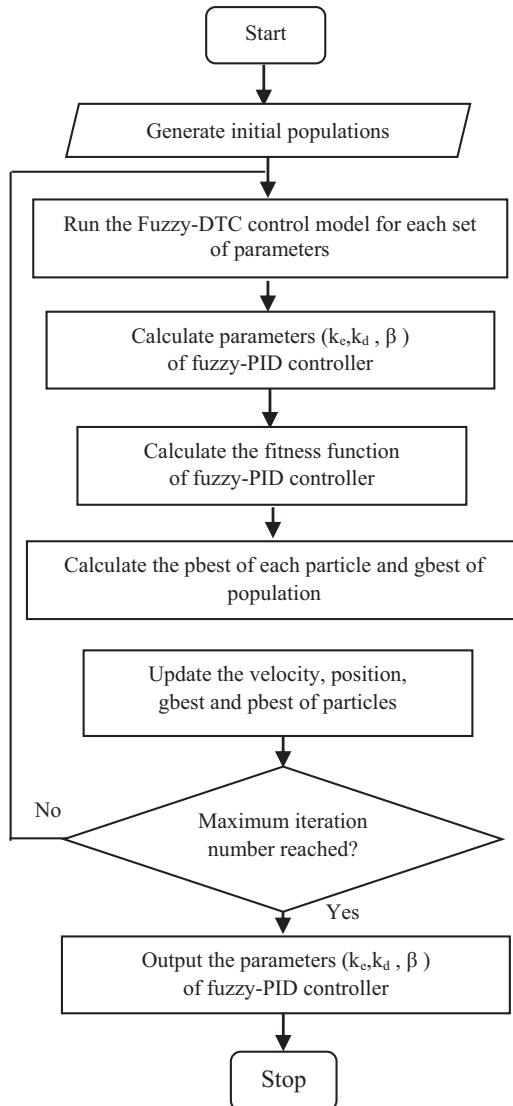 Start
Generate initial populations
Run the Fuzzy-DTC control model for each set
of parameters
Calculate parameters (ke,kd , β )
of fuzzy-PID controller
Calculate the fitness function
of fuzzy-PID controller
Calculate the pbest of each particle and gbest of
population
Update the velocity, position,
gbest and pbest of particles
No
Maximum iteration
number reached?
Yes
Output the parameters (ke,kd , β )
of fuzzy-PID controller
Stop